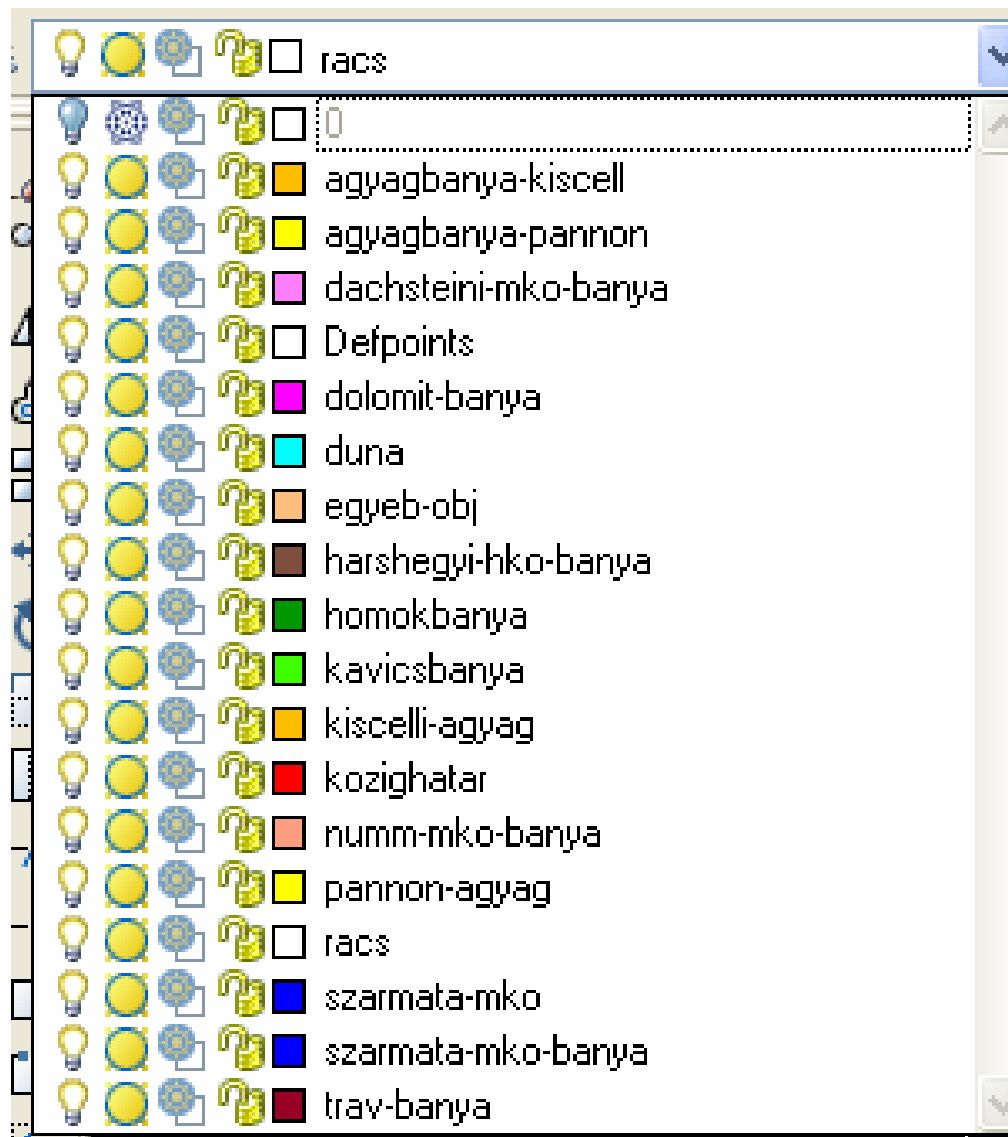 racs
0
agyagbanya-kiscell
agyagbanya-pannon
dachsteini-mko-banya
Defpoints
dolomit-banya
duna
egyeb-obj
harshegyi-hko-banya
homokbanya
kavicsbanya
kiscelli-agyag
kozighatar
numm-mko-banya
pannon-agyag
racs
szarmata-mko
szarmata-mko-banya
trav-banya